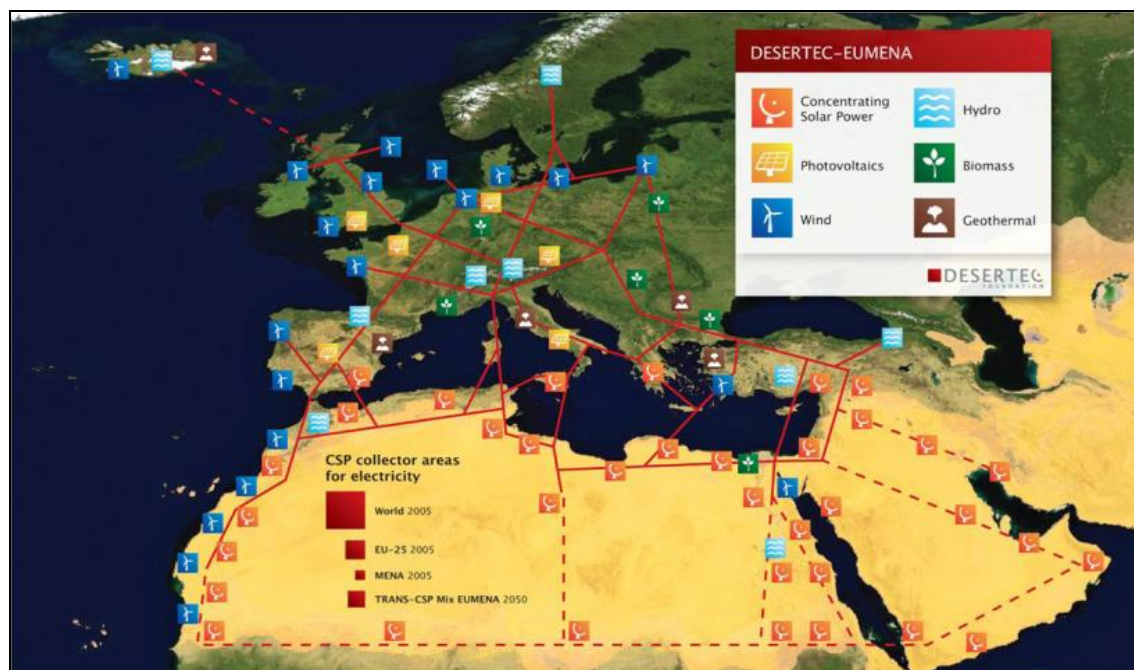 DESERTEC-EUMENA
Concentrating
Solar Power
Hydro
Photovoltaics
Biomass
Wind
Geothermal
DESERTEC
FOUNDATION
CSP collector areas
for electricity
World 2005
EU-25 2005
MENA 2005
TRANS-CSP Mix EUMENA 2050